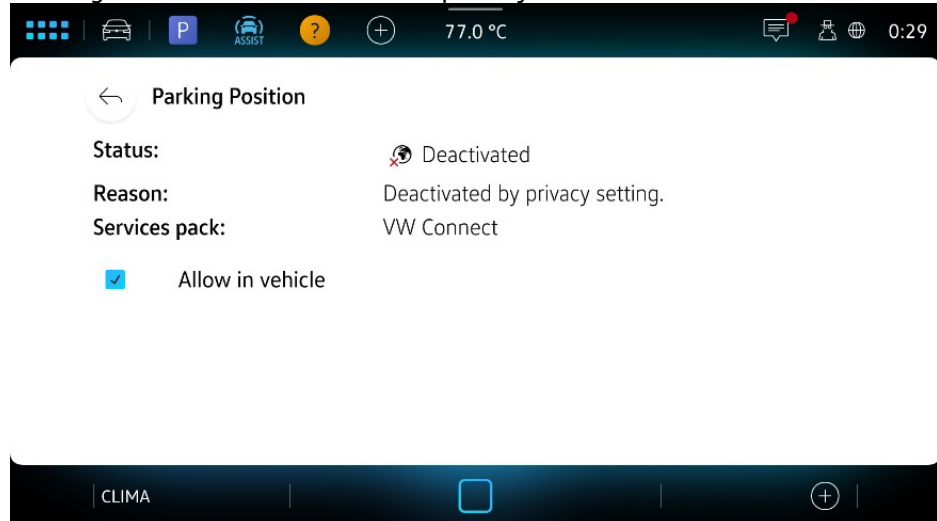 P ASSIST ? 77.0 °C 0:29
Parking Position
Status: Deactivated
Reason: Deactivated by privacy setting.
Services pack: VW Connect
Allow in vehicle
CLIMA